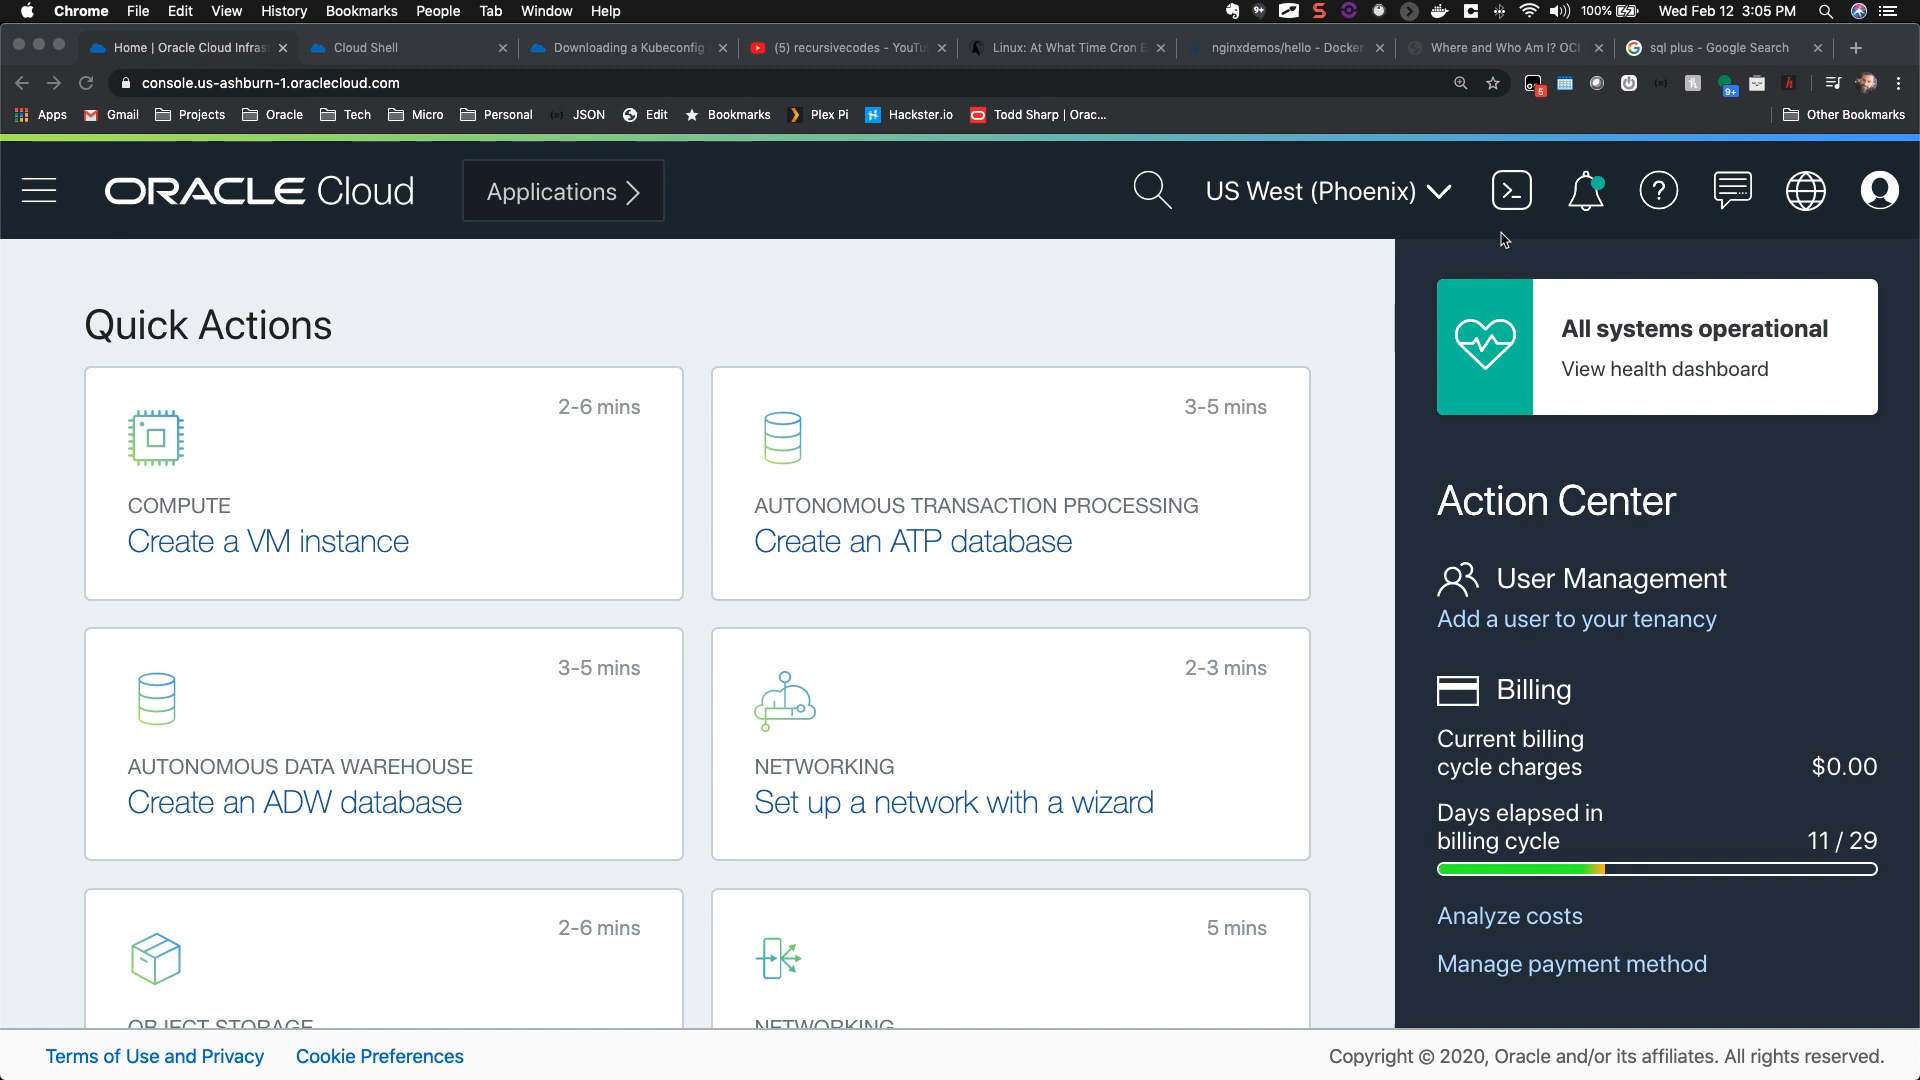 Chrome File Edit View History Bookmarks People Tab Window Help 100% Wed Feb 12 3:05 PM
Home | Oracle Cloud Infras Cloud Shell Downloading a Kubeconfig (5) recursivecodes - YouTu Linux: At What Time Cron E nginxdemos/hello - Docker Where and Who Am I? OCI sql plus - Google Search
console.us-ashburn-1.oraclecloud.com
Apps Gmail Projects Oracle Tech Micro Personal JSON Edit Bookmarks Plex Pi Hackster.io Todd Sharp | Orac... Other Bookmarks
ORACLE Cloud Applications US West (Phoenix)
Quick Actions
2-6 mins
COMPUTE
Create a VM instance
3-5 mins
AUTONOMOUS TRANSACTION PROCESSING
Create an ATP database
3-5 mins
AUTONOMOUS DATA WAREHOUSE
Create an ADW database
2-3 mins
NETWORKING
Set up a network with a wizard
2-6 mins
OBJECT STORAGE
5 mins
NETWORKING
All systems operational
View health dashboard
Action Center
User Management
Add a user to your tenancy
Billing
Current billing
cycle charges $0.00
Days elapsed in
billing cycle 11 / 29
Analyze costs
Manage payment method
Terms of Use and Privacy Cookie Preferences Copyright © 2020, Oracle and/or its affiliates. All rights reserved.